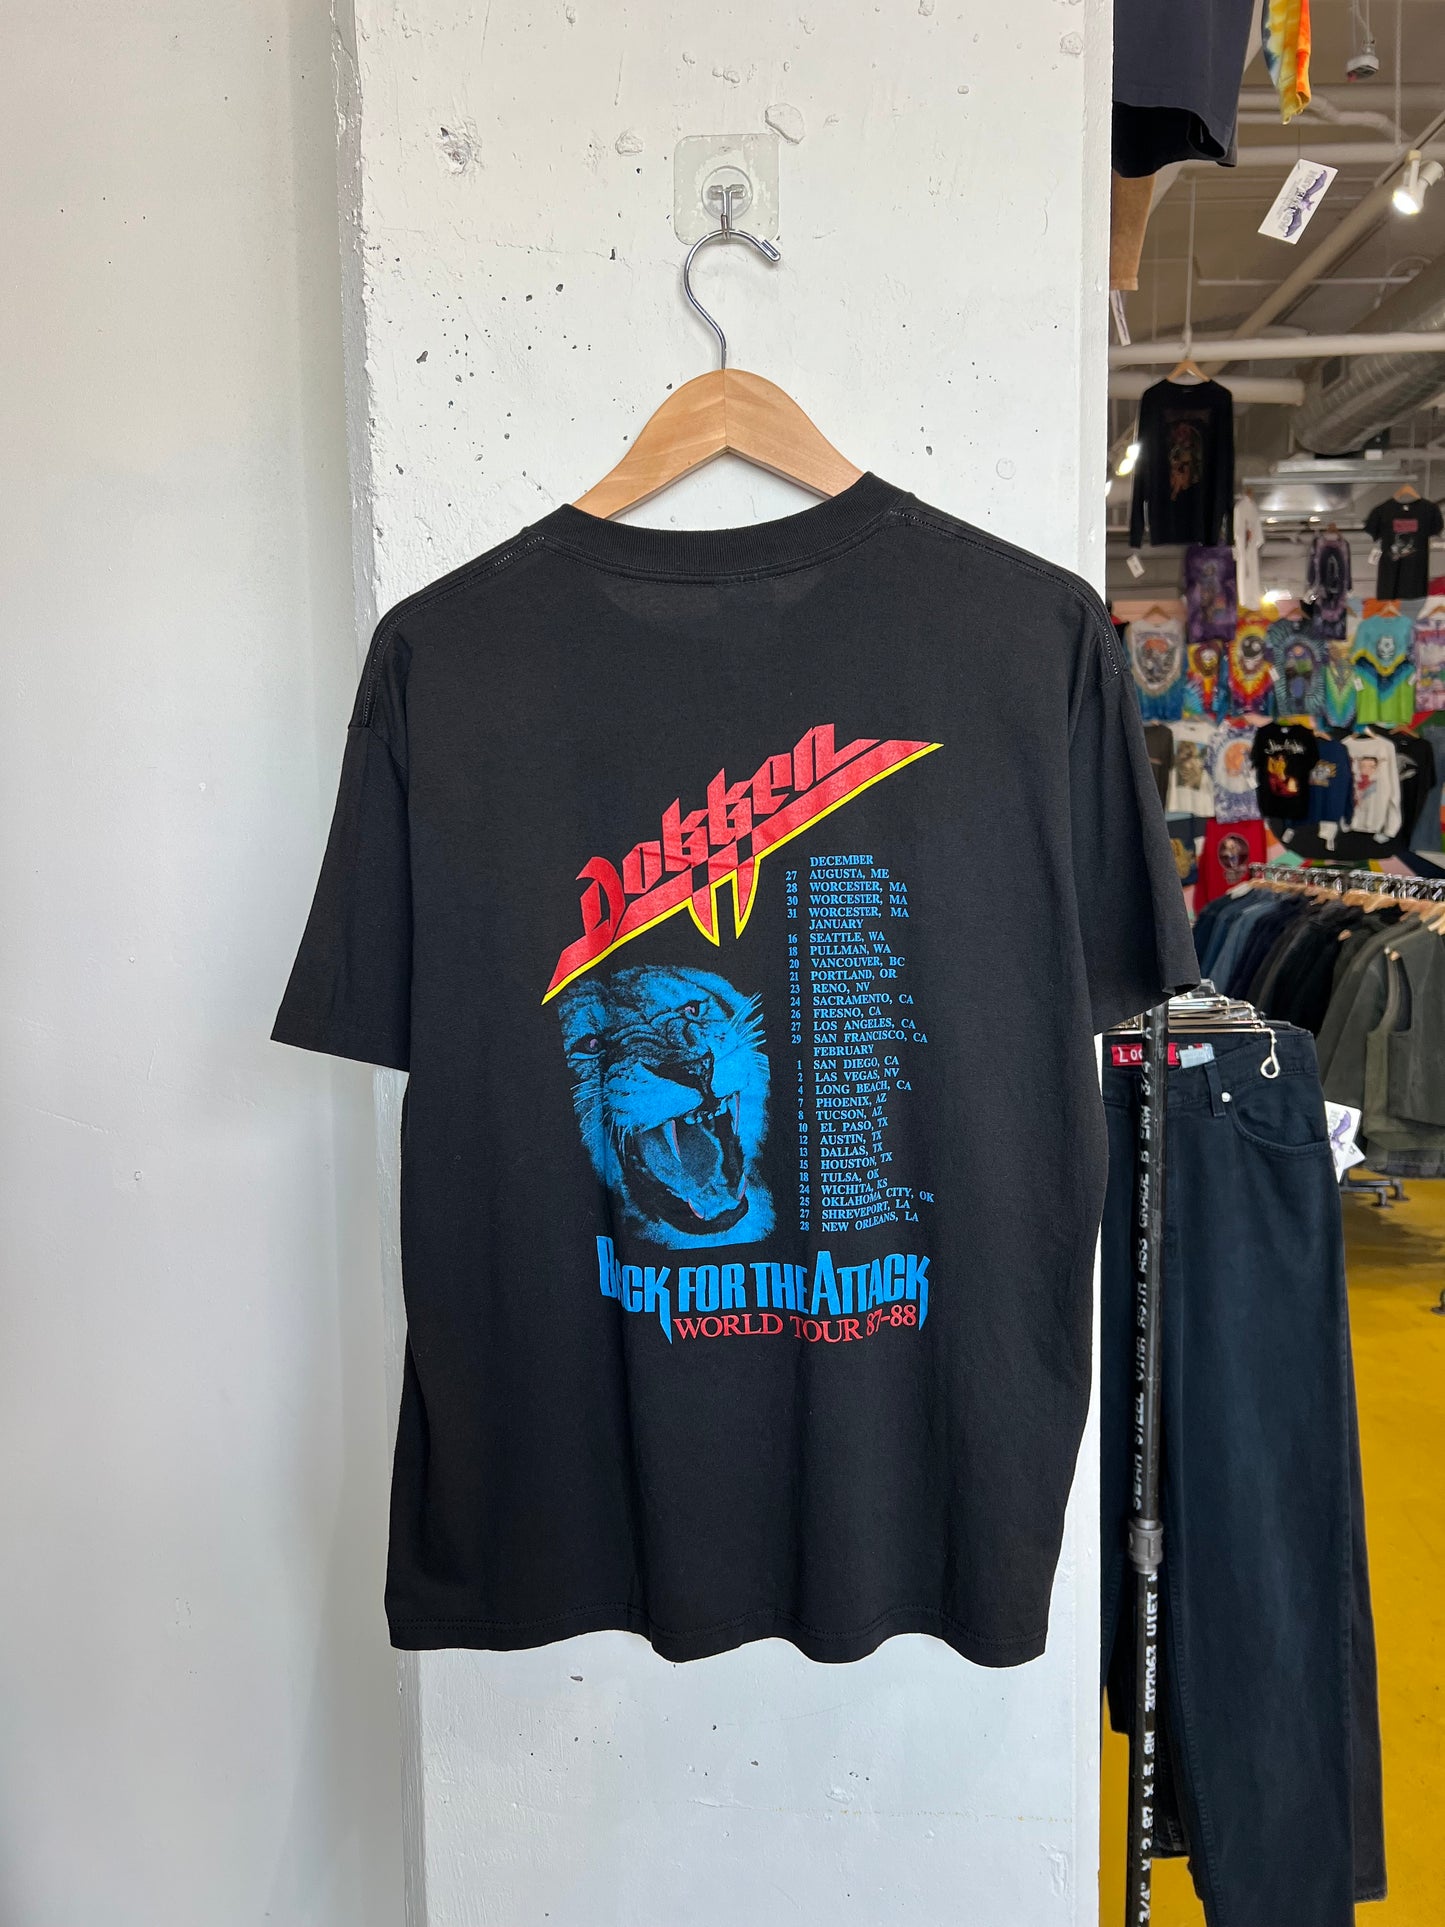 Dokken
DECEMBER
27 AUGUSTA, ME
28 WORCESTER, MA
30 WORCESTER, MA
31 WORCESTER, MA
JANUARY
16 SEATTLE, WA
18 PULLMAN, WA
20 VANCOUVER, BC
21 PORTLAND, OR
23 RENO, NV
24 SACRAMENTO, CA
26 FRESNO, CA
27 LOS ANGELES, CA
29 SAN FRANCISCO, CA
FEBRUARY
1 SAN DIEGO, CA
2 LAS VEGAS, NV
4 LONG BEACH, CA
7 PHOENIX, AZ
8 TUCSON, AZ
10 EL PASO, TX
12 AUSTIN, TX
13 DALLAS, TX
15 HOUSTON, TX
18 TULSA, OK
24 WICHITA, KS
25 OKLAHOMA CITY, OK
27 SHREVEPORT, LA
28 NEW ORLEANS, LA
BACK FOR THE ATTACK
WORLD TOUR 87-88